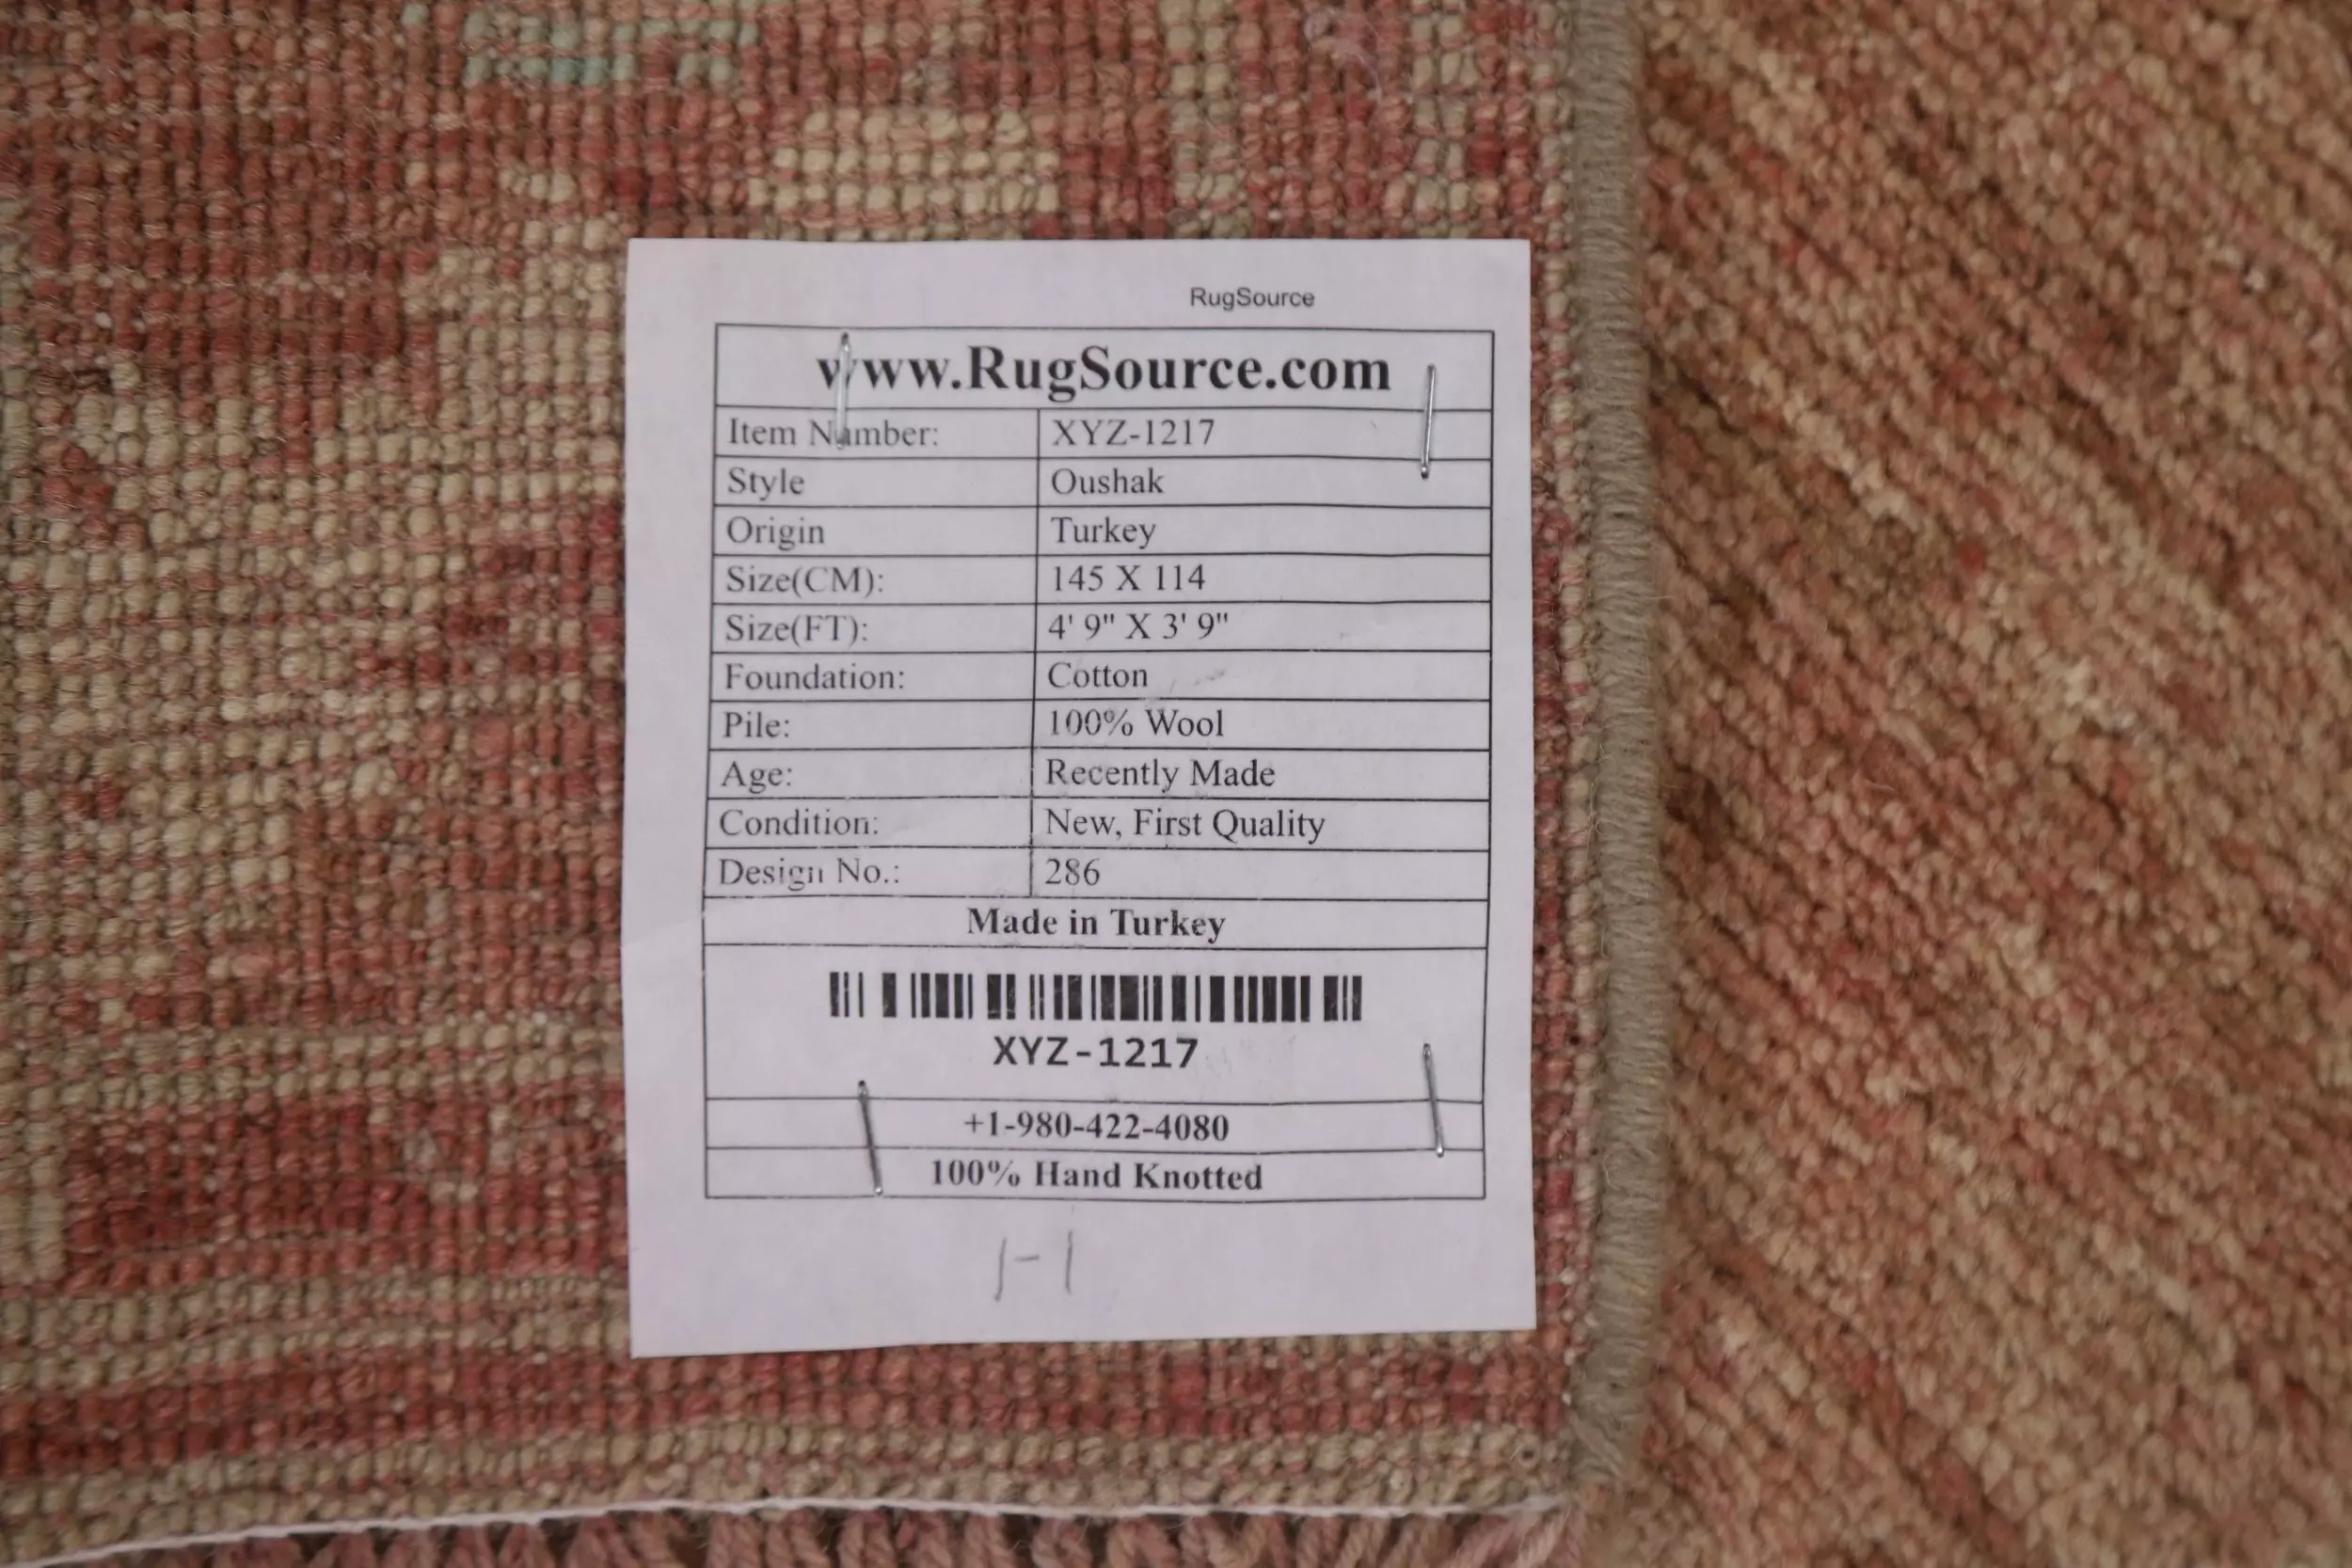 RugSource
www.RugSource.com
Item Number: XYZ-1217
Style Oushak
Origin Turkey
Size(CM): 145 X 114
Size(FT): 4' 9" X 3' 9"
Foundation: Cotton
Pile: 100% Wool
Age: Recently Made
Condition: New, First Quality
Design No.: 286
Made in Turkey
XYZ-1217
+1-980-422-4080
100% Hand Knotted
1-1